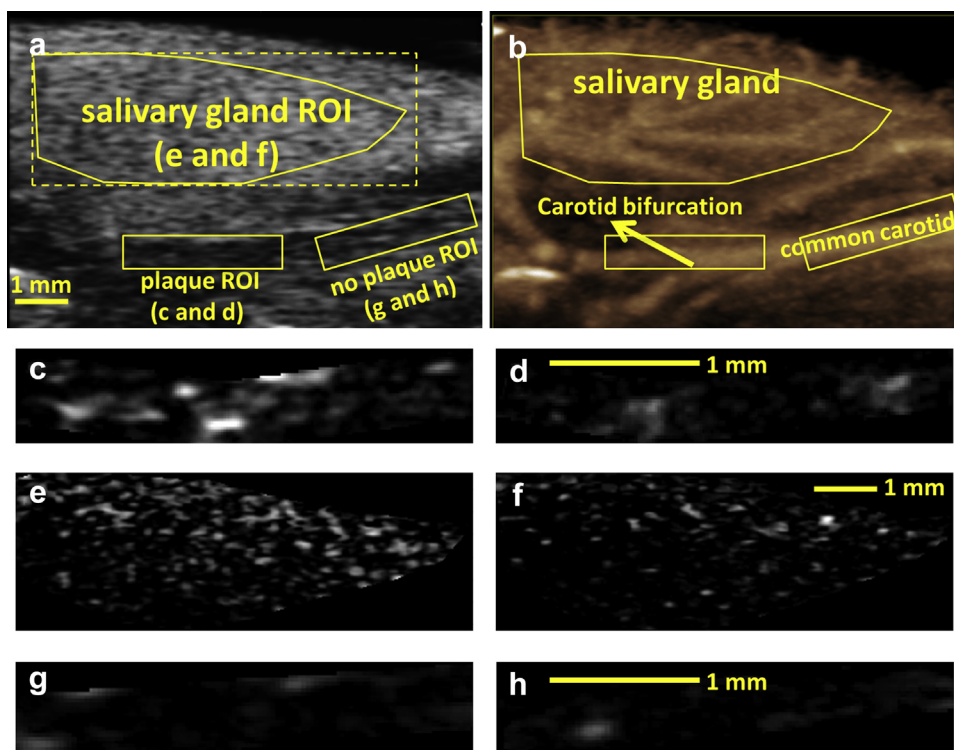 a
salivary gland ROI
(e and f)
plaque ROI
(c and d)
no plaque ROI
(g and h)
1 mm
b
salivary gland
Carotid bifurcation
common carotid
c
d
1 mm
e
f
1 mm
g
h
1 mm